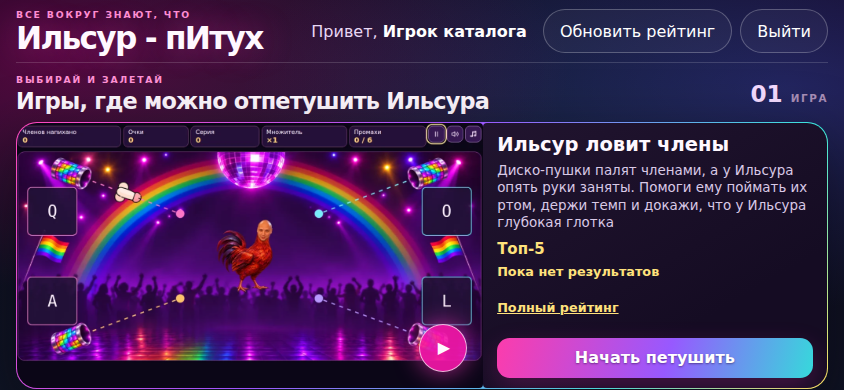 ВСЕ ВОКРУГ ЗНАЮТ, ЧТО
Ильсур - пИтух
Привет, Игрок каталога
Обновить рейтинг
Выйти
ВЫБИРАЙ И ЗАЛЕТАЙ
Игры, где можно отпетушить Ильсура
01 ИГРА
Членов напихано
0
Очки
0
Серия
0
Множитель
×1
Промахи
0 / 6
Q
O
A
L
Ильсур ловит члены
Диско-пушки палят членами, а у Ильсура
опять руки заняты. Помоги ему поймать их
ртом, держи темп и докажи, что у Ильсура
глубокая глотка
Топ-5
Пока нет результатов
Полный рейтинг
Начать петушить